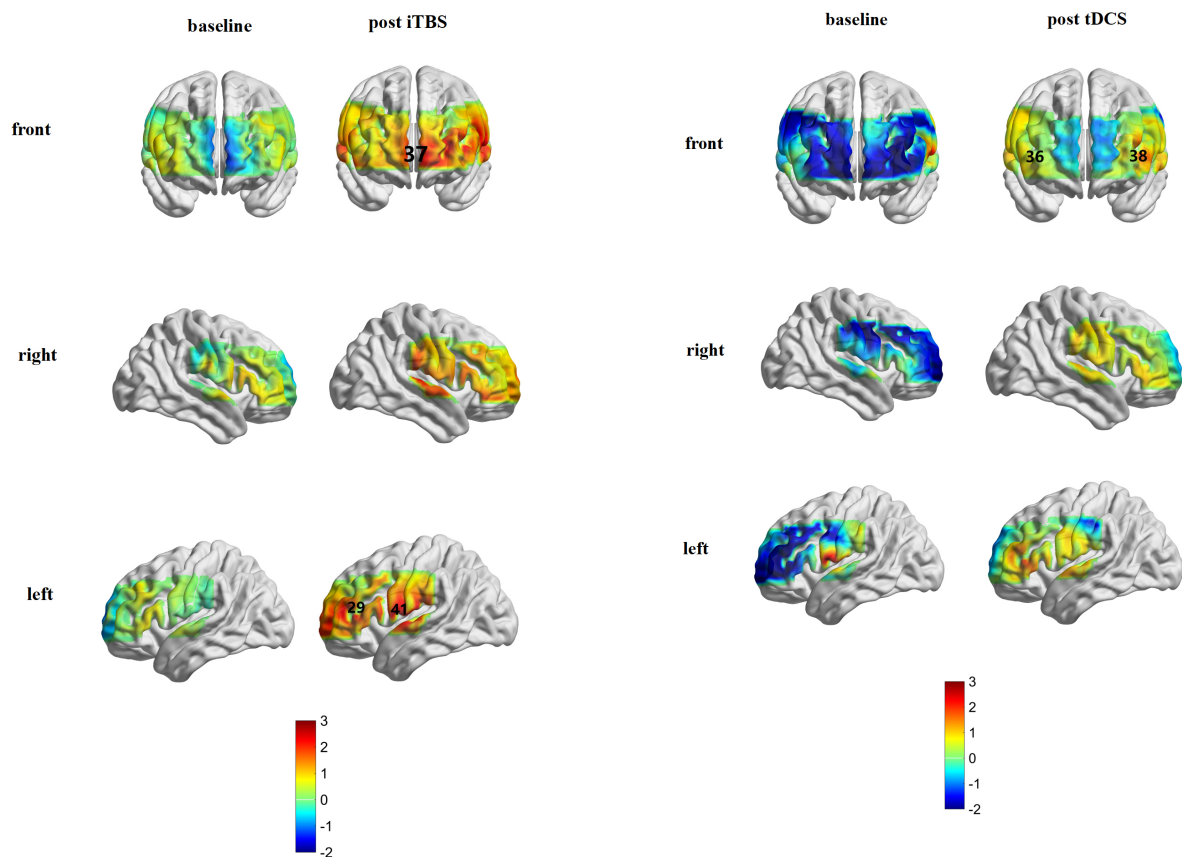 baseline
post iTBS
front
37
right
left
29
41
3
2
1
0
-1
-2
baseline
post tDCS
front
36
38
right
left
3
2
1
0
-1
-2